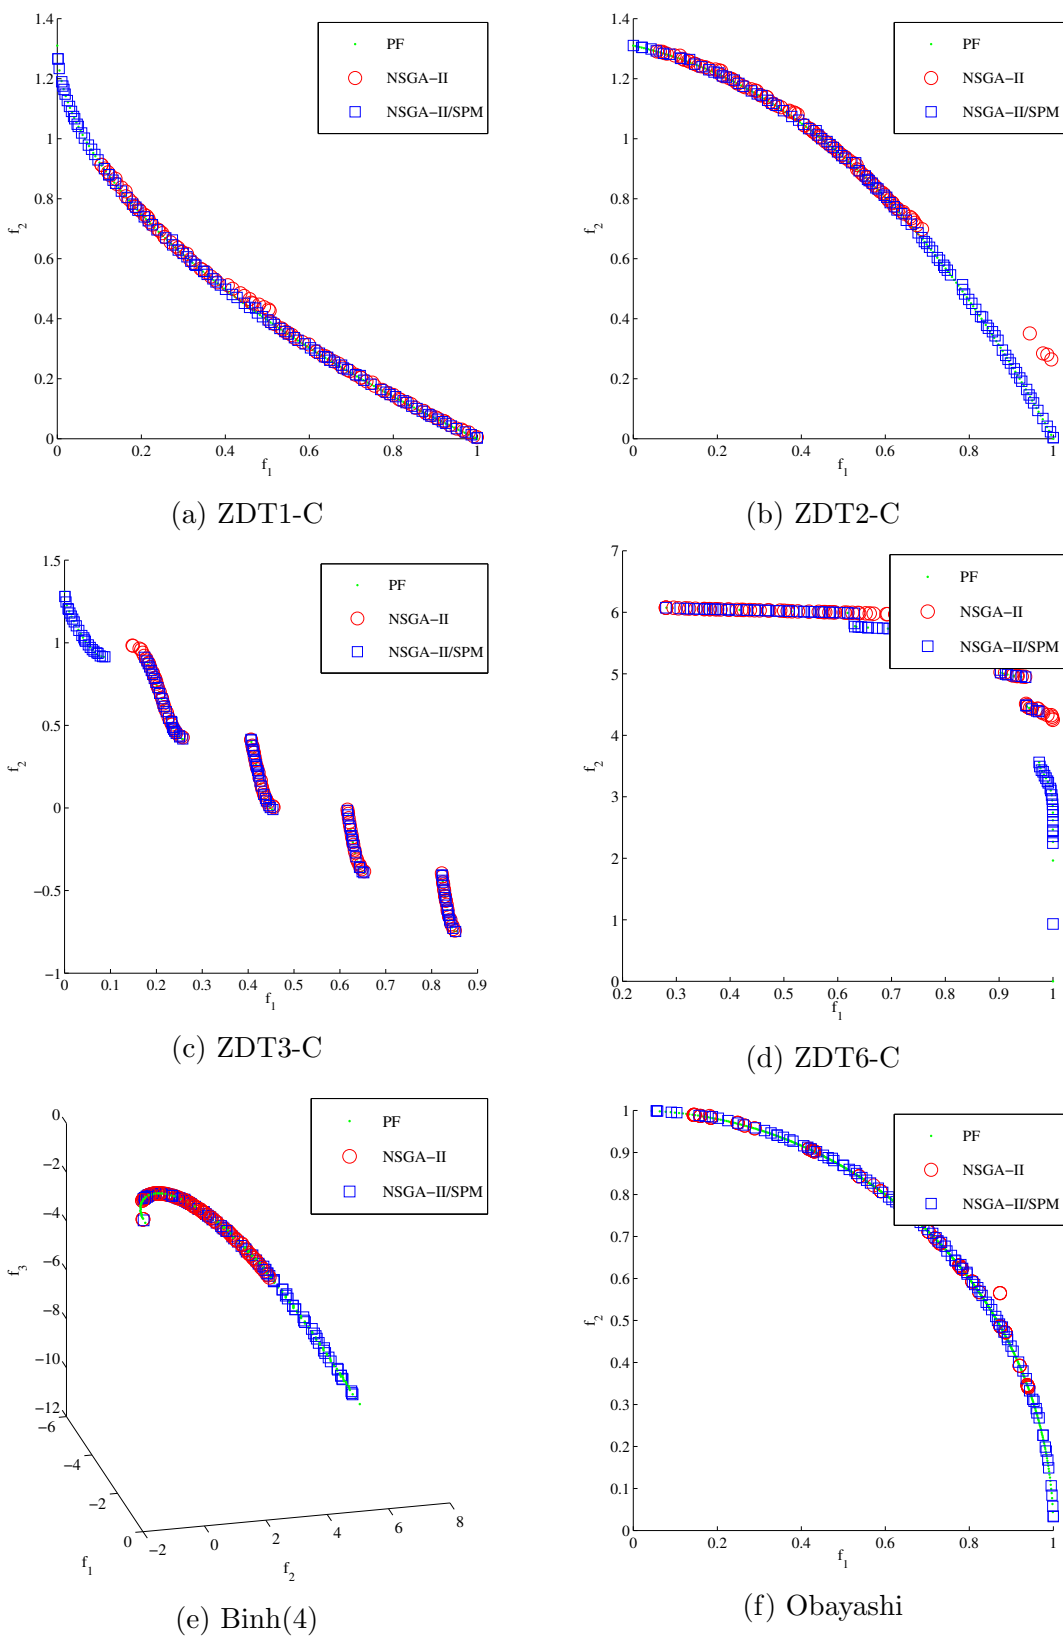 1.4
1.2
1
0.8
0.6
0.4
0.2
0
f2
0 0.2 0.4 0.6 0.8 1
f1
PF
NSGA-II
NSGA-II/SPM
(a) ZDT1-C
1.4
1.2
1
0.8
0.6
0.4
0.2
0
f2
0 0.2 0.4 0.6 0.8 1
f1
PF
NSGA-II
NSGA-II/SPM
(b) ZDT2-C
1.5
1
0.5
0
−0.5
−1
f2
0 0.1 0.2 0.3 0.4 0.5 0.6 0.7 0.8 0.9
f1
PF
NSGA-II
NSGA-II/SPM
(c) ZDT3-C
7
6
5
4
3
2
1
0
f2
0.2 0.3 0.4 0.5 0.6 0.7 0.8 0.9 1
f1
PF
NSGA-II
NSGA-II/SPM
(d) ZDT6-C
0
−2
−4
−6
−8
−10
−12
f3
−6
−4
−2
0
f1
−2 0 2 4 6 8
f2
PF
NSGA-II
NSGA-II/SPM
(e) Binh(4)
1
0.9
0.8
0.7
0.6
0.5
0.4
0.3
0.2
0.1
0
f2
0 0.2 0.4 0.6 0.8 1
f1
PF
NSGA-II
NSGA-II/SPM
(f) Obayashi